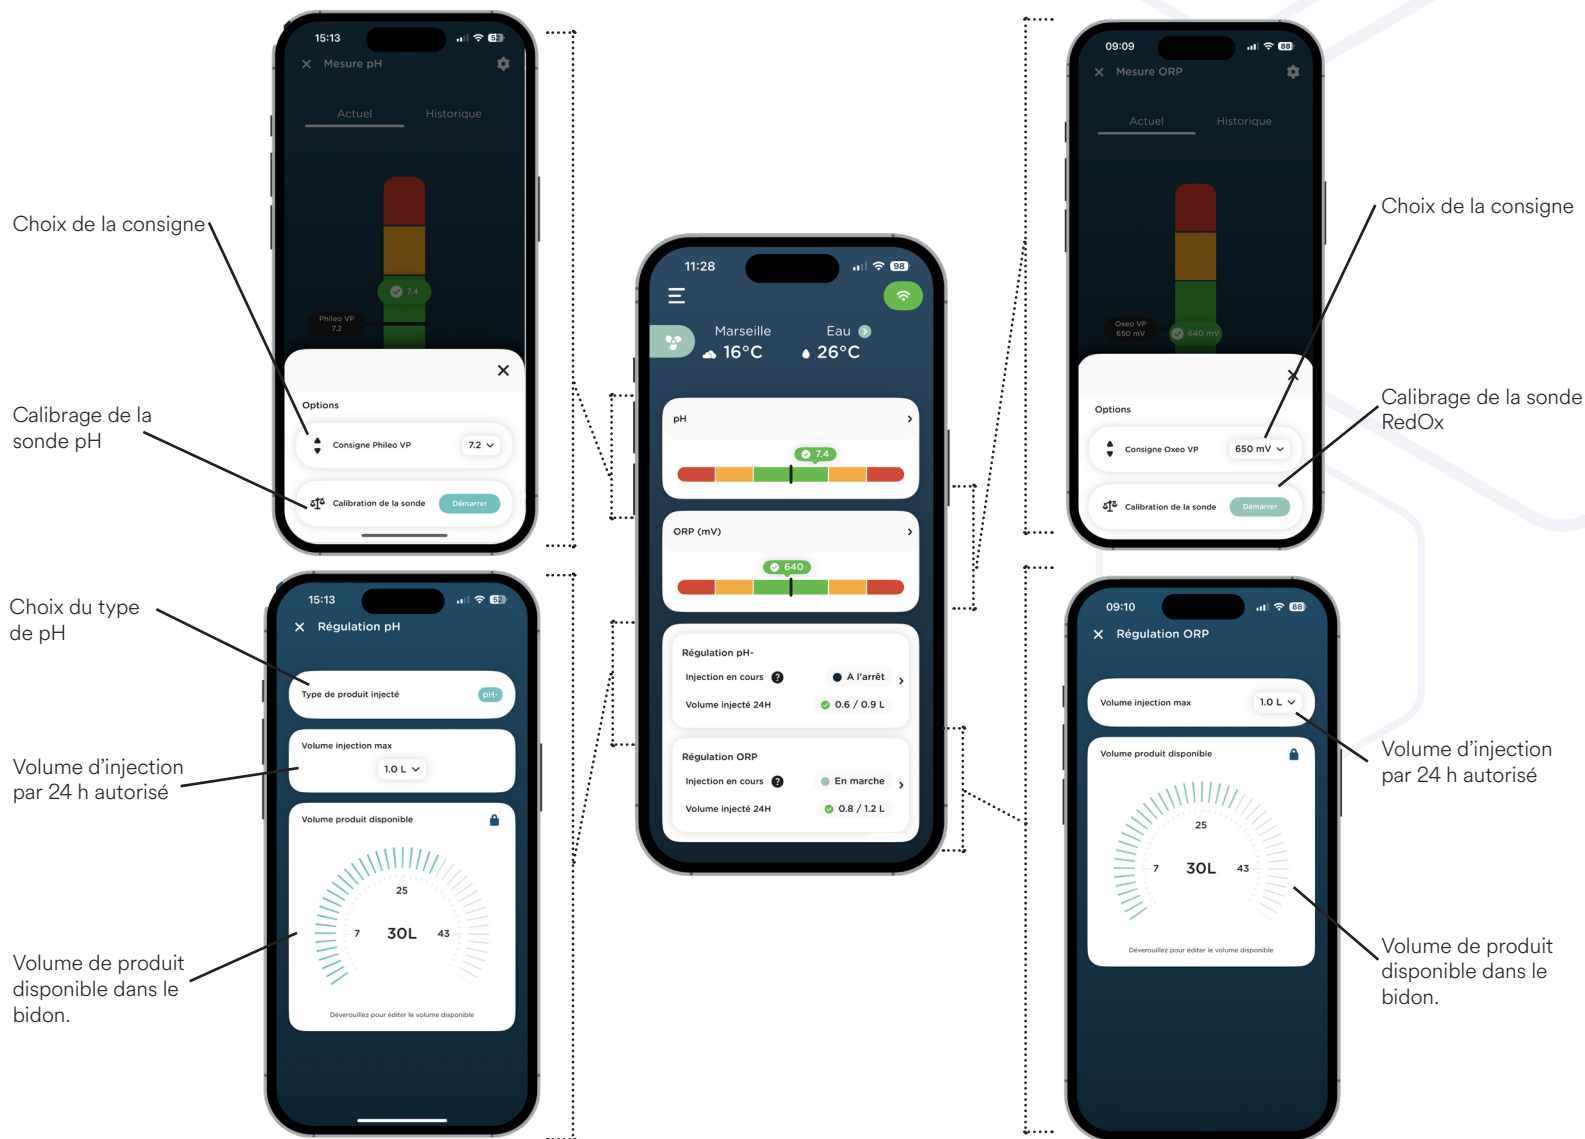 15:13
52
Mesure pH
Actuel
Historique
7.4
Phileo VP
7.2
Options
Consigne Phileo VP
7.2
Calibration de la sonde
Démarrer
Choix de la consigne
Calibrage de la
sonde pH
15:13
52
Régulation pH
Type de produit injecté
pH-
Volume injection max
1.0 L
Volume produit disponible
25
7
30L
43
Déverouillez pour éditer le volume disponible
Choix du type
de pH
Volume d'injection
par 24 h autorisé
Volume de produit
disponible dans le
bidon.
11:28
98
Marseille
16°C
Eau
26°C
pH
7.4
ORP (mV)
640
Régulation pH-
Injection en cours ?
A l'arrêt
Volume injecté 24H
0.6 / 0.9 L
Régulation ORP
Injection en cours ?
En marche
Volume injecté 24H
0.8 / 1.2 L
09:09
88
Mesure ORP
Actuel
Historique
Oxeo VP
650 mV
640 mV
Options
Consigne Oxeo VP
650 mV
Calibration de la sonde
Démarrer
Choix de la consigne
Calibrage de la sonde
RedOx
09:10
88
Régulation ORP
Volume injection max
1.0 L
Volume produit disponible
25
7
30L
43
Déverouillez pour éditer le volume disponible
Volume d'injection
par 24 h autorisé
Volume de produit
disponible dans le
bidon.